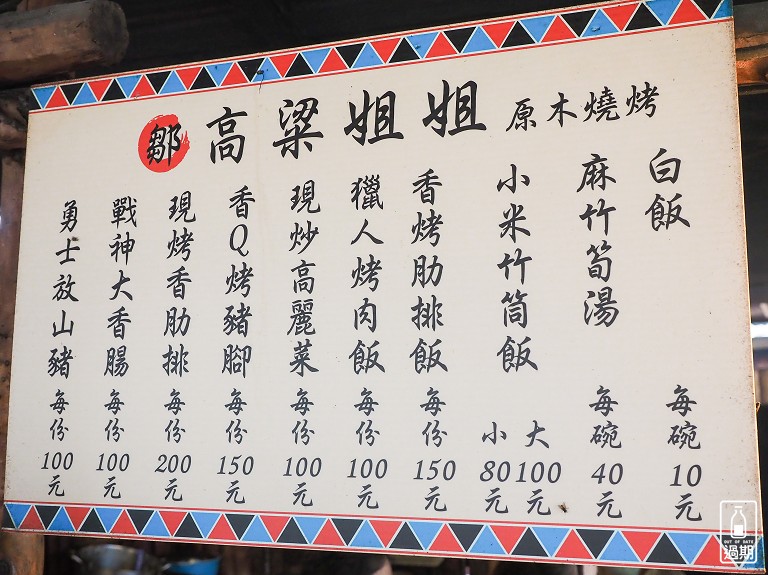 鄒 高粱姐姐 原木燒烤
白飯 每碗10元
麻竹筍湯 每碗40元
小米竹筒飯 大100元 小80元
香烤肋排飯 每份150元
獵人烤肉飯 每份100元
現炒高麗菜 每份100元
香Q烤豬腳 每份150元
現烤香肋排 每份200元
戰神大香腸 每份100元
勇士放山豬 每份100元
OUT OF DATE
過期